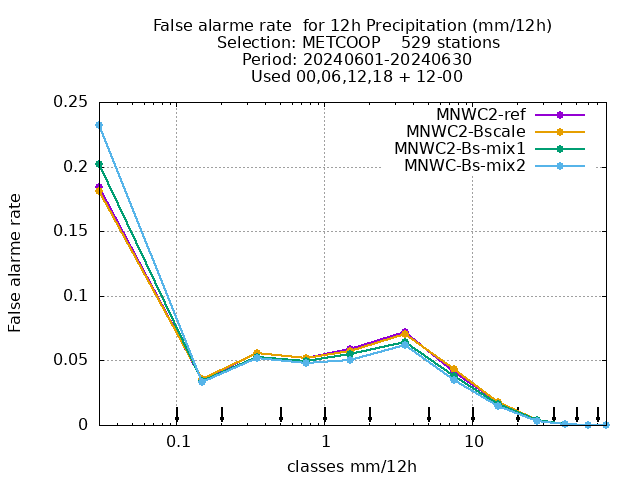 False alarme rate  for 12h Precipitation (mm/12h)
Selection: METCOOP    529 stations
Period: 20240601-20240630
Used 00,06,12,18 + 12-00
0.25
MNWC2-ref
MNWC2-Bscale
MNWC2-Bs-mix1
MNWC-Bs-mix2
0.2
0.15
0.1
0.05
0
False alarme rate
0.1
1
10
classes mm/12h